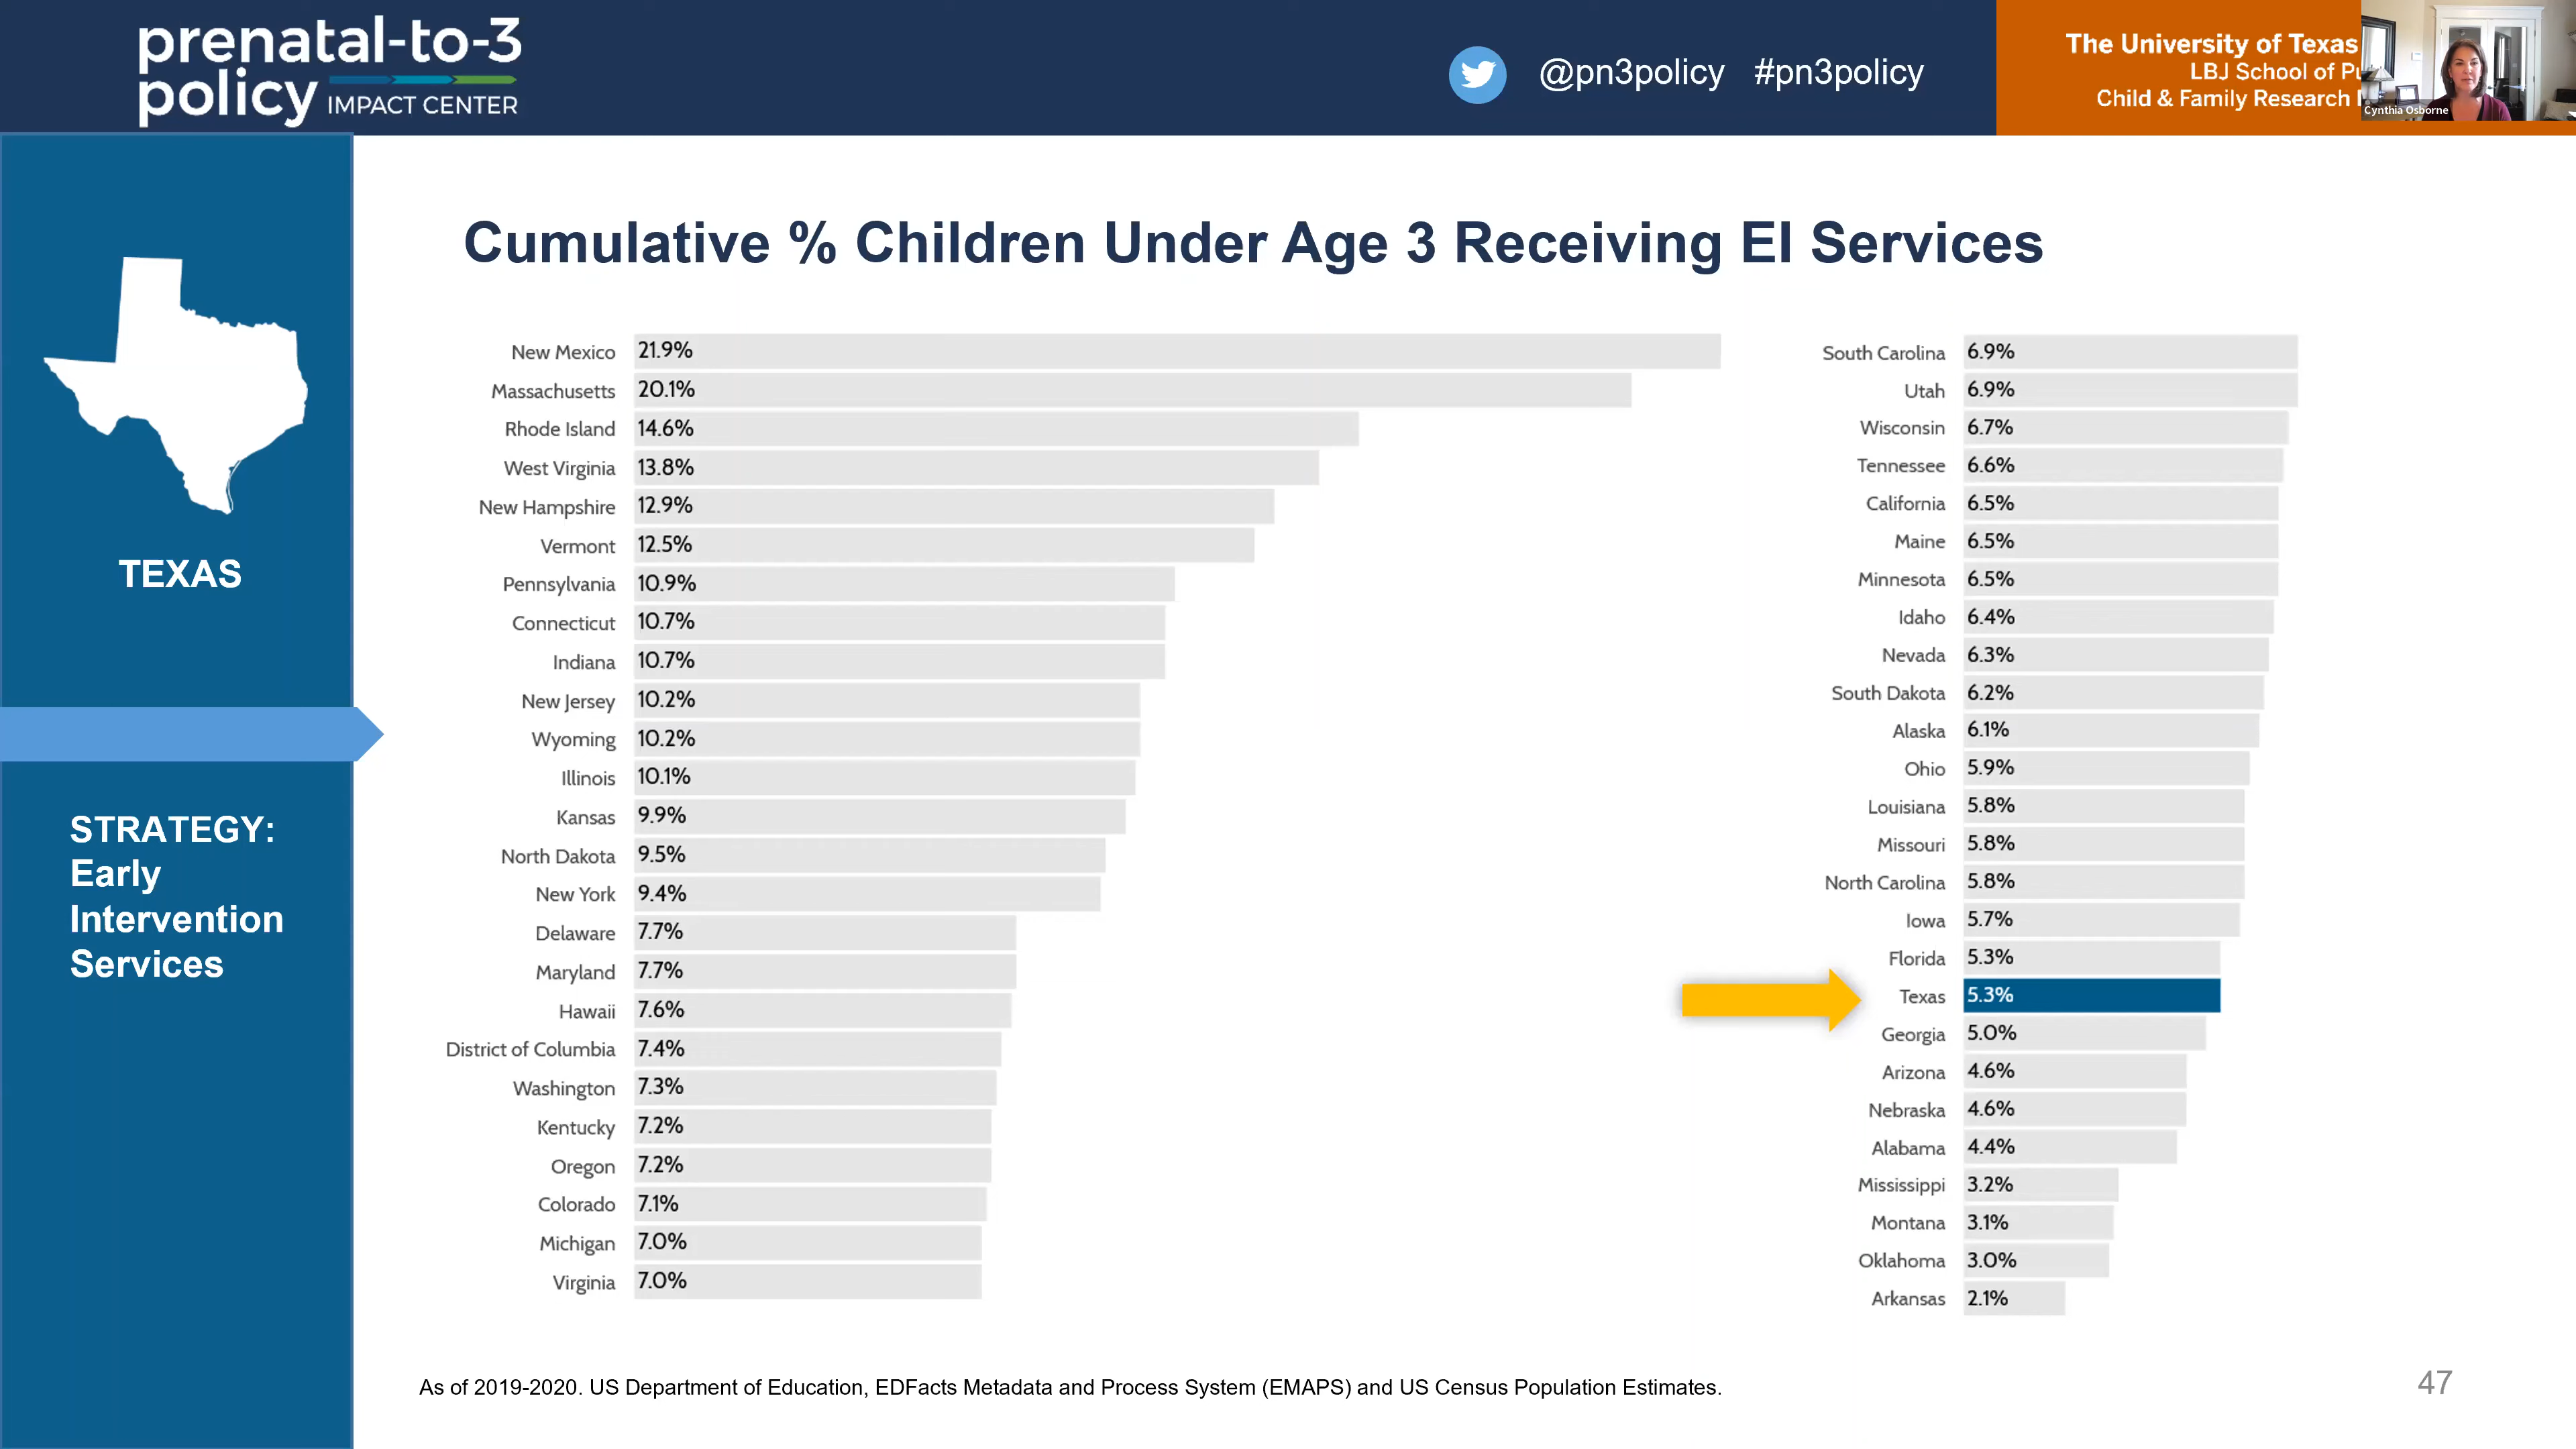 prenatal-to-3
policy IMPACT CENTER
@pn3policy #pn3policy
The University of Texas
LBJ School of
Child & Family Research
Cynthia Osborne
TEXAS
STRATEGY:
Early
Intervention
Services
Cumulative % Children Under Age 3 Receiving EI Services
New Mexico 21.9%
Massachusetts 20.1%
Rhode Island 14.6%
West Virginia 13.8%
New Hampshire 12.9%
Vermont 12.5%
Pennsylvania 10.9%
Connecticut 10.7%
Indiana 10.7%
New Jersey 10.2%
Wyoming 10.2%
Illinois 10.1%
Kansas 9.9%
North Dakota 9.5%
New York 9.4%
Delaware 7.7%
Maryland 7.7%
Hawaii 7.6%
District of Columbia 7.4%
Washington 7.3%
Kentucky 7.2%
Oregon 7.2%
Colorado 7.1%
Michigan 7.0%
Virginia 7.0%
South Carolina 6.9%
Utah 6.9%
Wisconsin 6.7%
Tennessee 6.6%
California 6.5%
Maine 6.5%
Minnesota 6.5%
Idaho 6.4%
Nevada 6.3%
South Dakota 6.2%
Alaska 6.1%
Ohio 5.9%
Louisiana 5.8%
Missouri 5.8%
North Carolina 5.8%
Iowa 5.7%
Florida 5.3%
Texas 5.3%
Georgia 5.0%
Arizona 4.6%
Nebraska 4.6%
Alabama 4.4%
Mississippi 3.2%
Montana 3.1%
Oklahoma 3.0%
Arkansas 2.1%
As of 2019-2020. US Department of Education, EDFacts Metadata and Process System (EMAPS) and US Census Population Estimates.
47